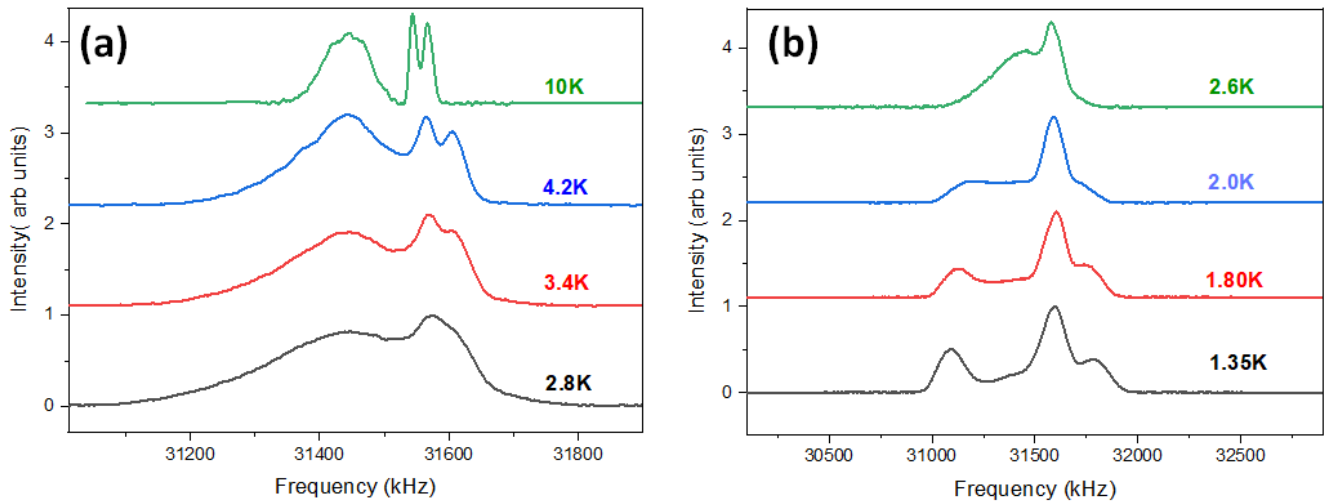 (a)
4
3
2
1
0
Intensity( arb units)
10K
4.2K
3.4K
2.8K
31200 31400 31600 31800
Frequency (kHz)
(b)
4
3
2
1
0
Intensity (arb units)
2.6K
2.0K
1.80K
1.35K
30500 31000 31500 32000 32500
Frequency (kHz)